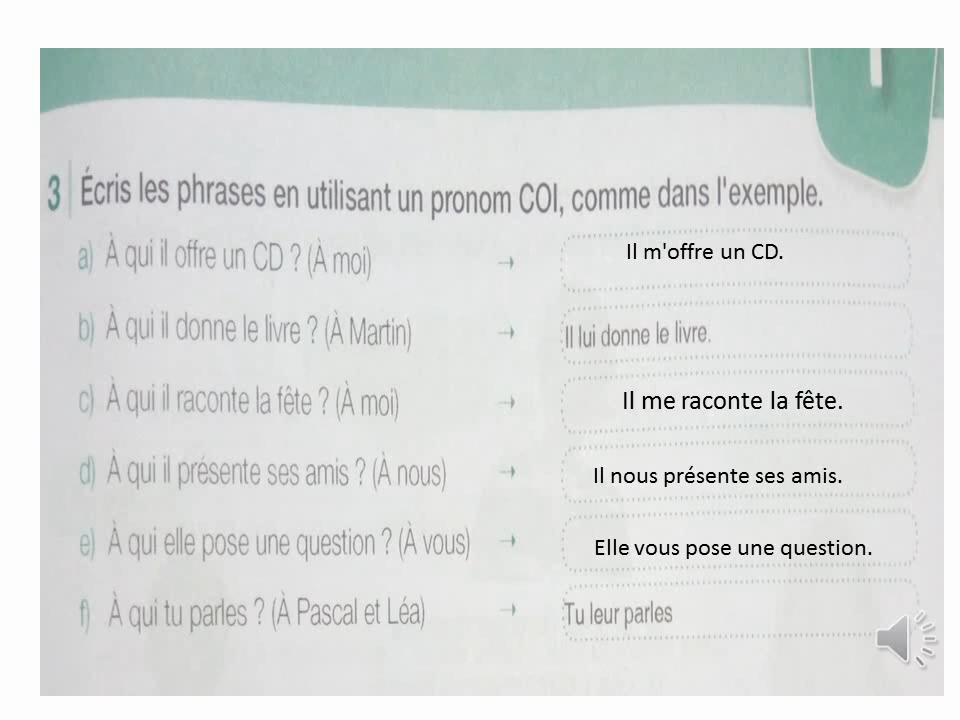 3 Écris les phrases en utilisant un pronom COI, comme dans l'exemple.
a) À qui il offre un CD ? (À moi) → Il m'offre un CD.
b) À qui il donne le livre ? (À Martin) → Il lui donne le livre.
c) À qui il raconte la fête ? (À moi) → Il me raconte la fête.
d) À qui il présente ses amis ? (À nous) → Il nous présente ses amis.
e) À qui elle pose une question ? (À vous) → Elle vous pose une question.
f) À qui tu parles ? (À Pascal et Léa) → Tu leur parles